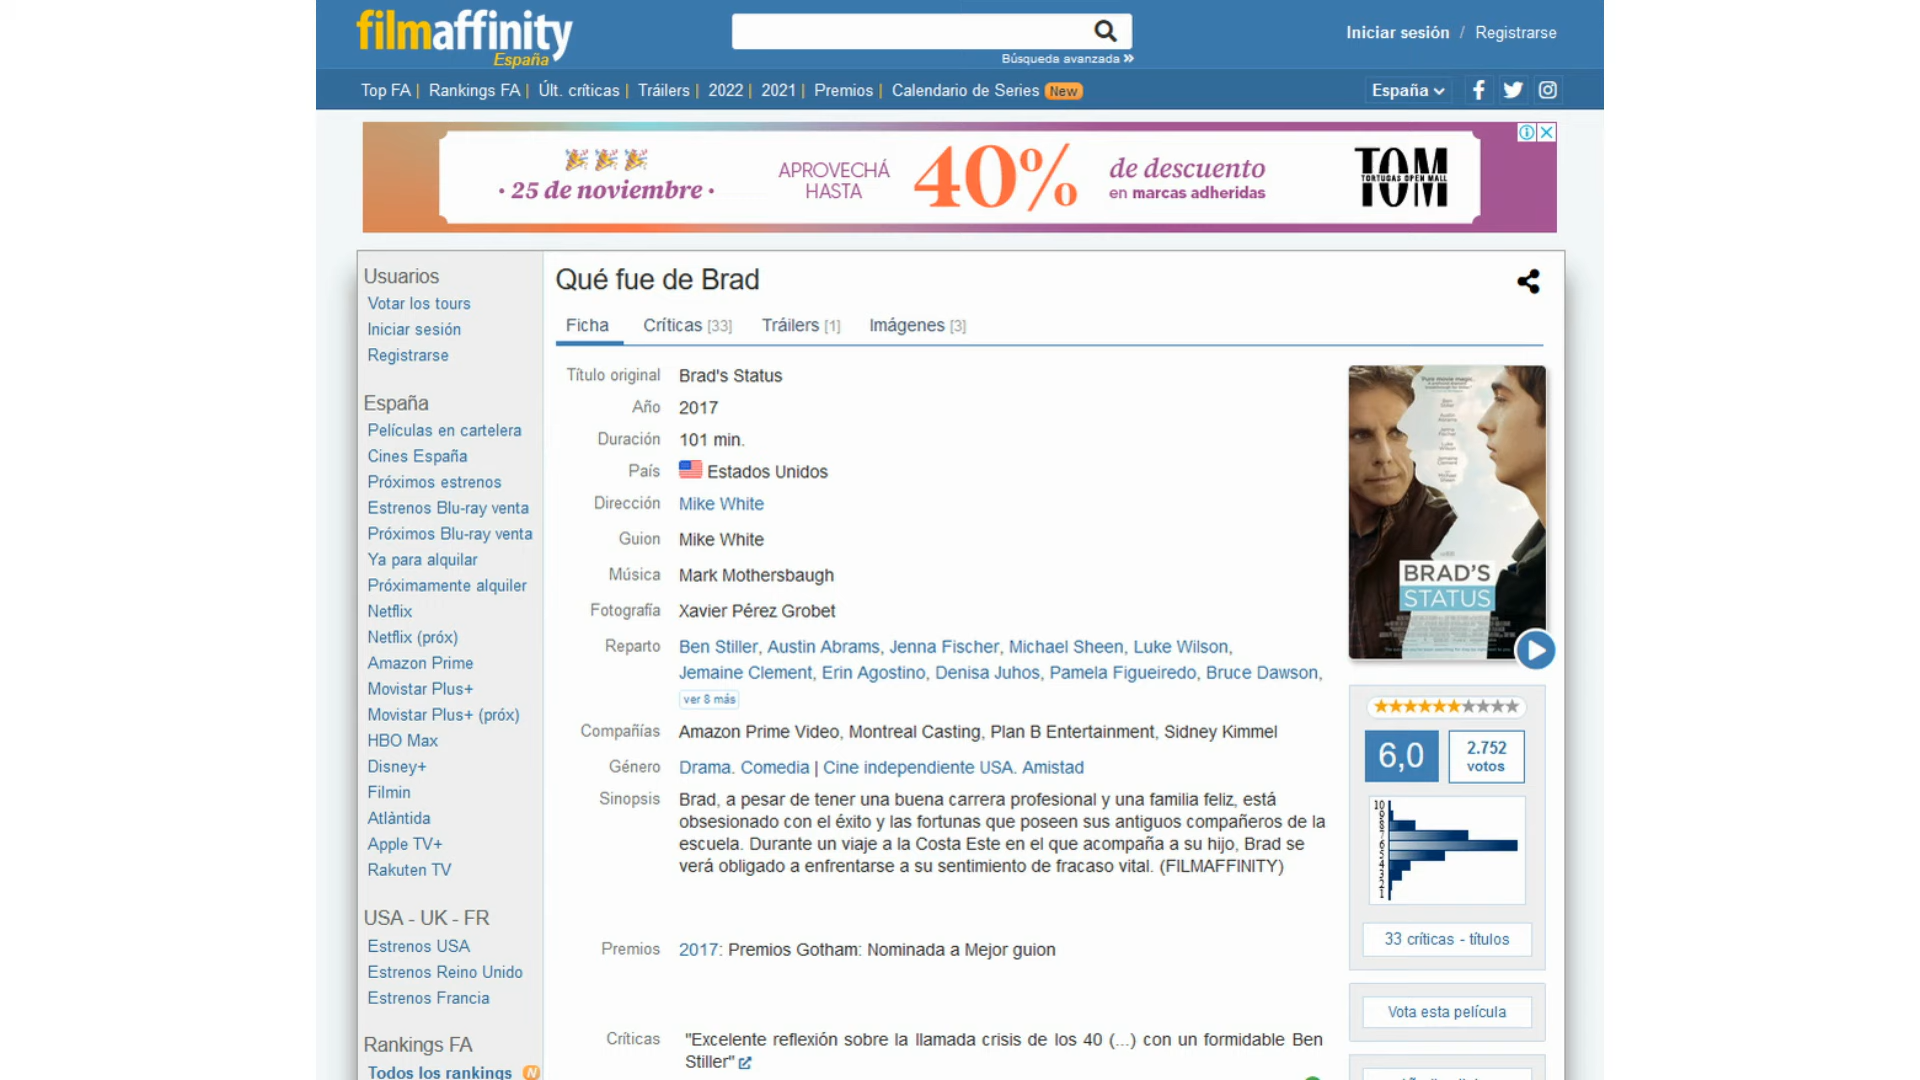 filmaffinity
España
Búsqueda avanzada
Iniciar sesión / Registrarse
Top FA | Rankings FA | Últ. críticas | Tráilers | 2022 | 2021 | Premios | Calendario de Series New
España
• 25 de noviembre •
APROVECHÁ
HASTA
40%
de descuento
en marcas adheridas
TOM
TORTUGAS OPEN MALL
Usuarios
Votar los tours
Iniciar sesión
Registrarse
España
Películas en cartelera
Cines España
Próximos estrenos
Estrenos Blu-ray venta
Próximos Blu-ray venta
Ya para alquilar
Próximamente alquiler
Netflix
Netflix (próx)
Amazon Prime
Movistar Plus+
Movistar Plus+ (próx)
HBO Max
Disney+
Filmin
Atlàntida
Apple TV+
Rakuten TV
USA - UK - FR
Estrenos USA
Estrenos Reino Unido
Estrenos Francia
Rankings FA
Todos los rankings N
Qué fue de Brad
Ficha Críticas [33] Tráilers [1] Imágenes [3]
Título original Brad's Status
Año 2017
Duración 101 min.
País Estados Unidos
Dirección Mike White
Guion Mike White
Música Mark Mothersbaugh
Fotografía Xavier Pérez Grobet
Reparto Ben Stiller, Austin Abrams, Jenna Fischer, Michael Sheen, Luke Wilson,
Jemaine Clement, Erin Agostino, Denisa Juhos, Pamela Figueiredo, Bruce Dawson,
ver 8 más
Compañías Amazon Prime Video, Montreal Casting, Plan B Entertainment, Sidney Kimmel
Género Drama. Comedia | Cine independiente USA. Amistad
Sinopsis Brad, a pesar de tener una buena carrera profesional y una familia feliz, está
obsesionado con el éxito y las fortunas que poseen sus antiguos compañeros de la
escuela. Durante un viaje a la Costa Este en el que acompaña a su hijo, Brad se
verá obligado a enfrentarse a su sentimiento de fracaso vital. (FILMAFFINITY)
Premios 2017: Premios Gotham: Nominada a Mejor guion
Críticas "Excelente reflexión sobre la llamada crisis de los 40 (...) con un formidable Ben
Stiller"
BRAD'S
STATUS
6,0
2.752
votos
10
9
8
7
6
5
4
3
2
1
33 críticas - títulos
Vota esta película